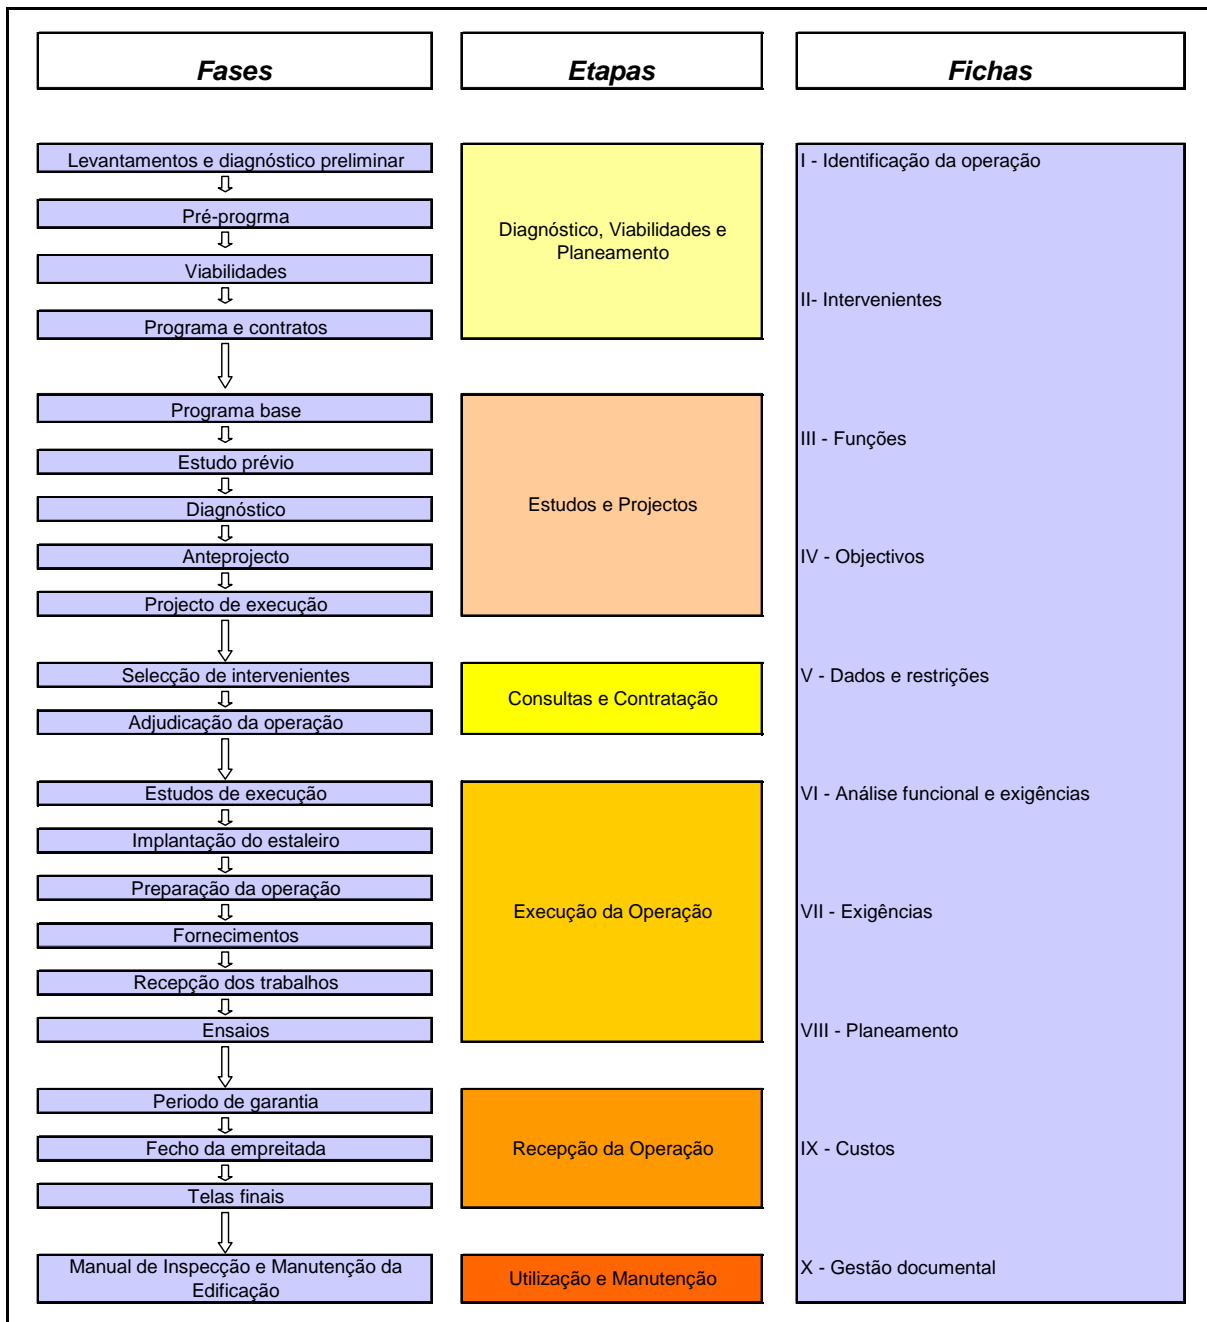 Fases
Etapas
Fichas
Levantamentos e diagnóstico preliminar
Pré-progrma
Viabilidades
Programa e contratos
Programa base
Estudo prévio
Diagnóstico
Anteprojecto
Projecto de execução
Selecção de intervenientes
Adjudicação da operação
Estudos de execução
Implantação do estaleiro
Preparação da operação
Fornecimentos
Recepção dos trabalhos
Ensaios
Periodo de garantia
Fecho da empreitada
Telas finais
Manual de Inspecção e Manutenção da
Edificação
Diagnóstico, Viabilidades e
Planeamento
Estudos e Projectos
Consultas e Contratação
Execução da Operação
Recepção da Operação
Utilização e Manutenção
I - Identificação da operação
II- Intervenientes
III - Funções
IV - Objectivos
V - Dados e restrições
VI - Análise funcional e exigências
VII - Exigências
VIII - Planeamento
IX - Custos
X - Gestão documental